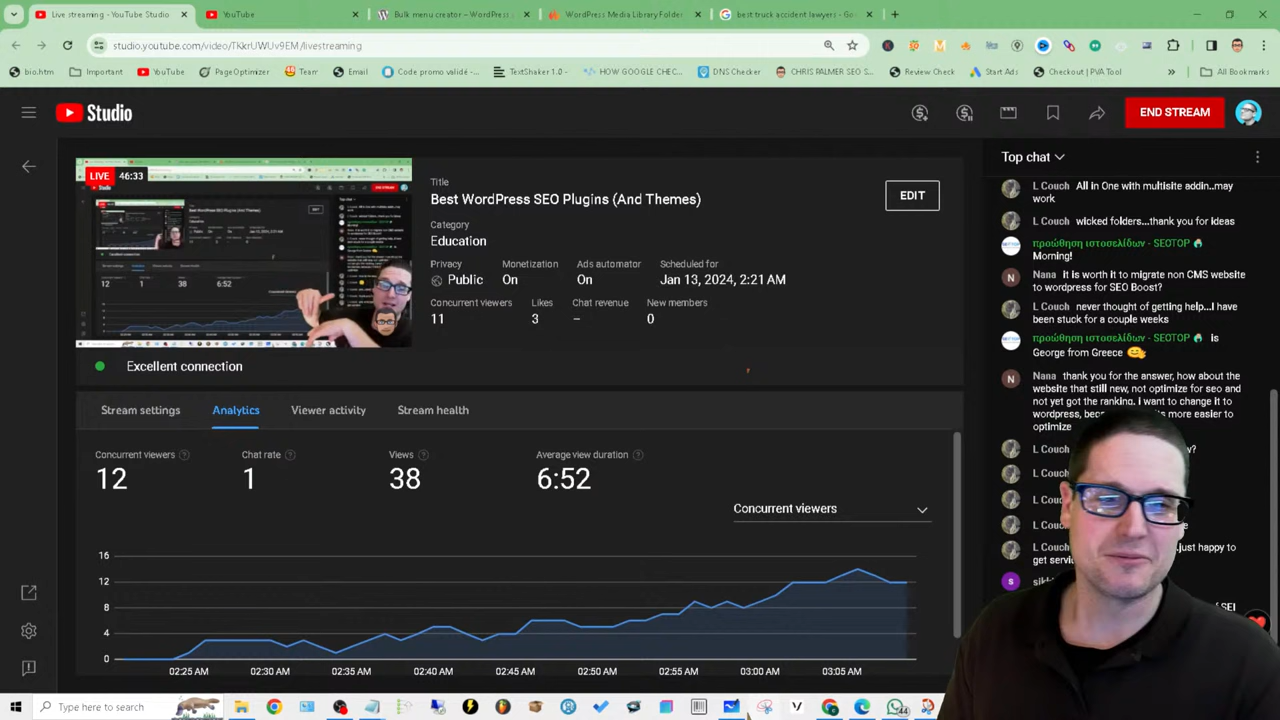 Live streaming - YouTube Studio
YouTube
Bulk menu creator – WordPress
WordPress Media Library Folder
best truck accident lawyers - Go
studio.youtube.com/video/TKkrUWUv9EM/livestreaming
bio.htm
Important
YouTube
PageOptimizer
Team
Email
Code promo validé -...
TextShaker 1.0 -
HOW GOOGLE CHEC...
DNS Checker
CHRIS PALMER SEO S...
Review Check
Start Ads
Checkout | PVA Tool
All Bookmarks
Studio
END STREAM
LIVE 46:33
Title
Best WordPress SEO Plugins (And Themes)
EDIT
Category
Education
Privacy
Public
Monetization
On
Ads automator
On
Scheduled for
Jan 13, 2024, 2:21 AM
Concurrent viewers
11
Likes
3
Chat revenue
–
New members
0
Excellent connection
Stream settings
Analytics
Viewer activity
Stream health
Concurrent viewers
12
Chat rate
1
Views
38
Average view duration
6:52
Concurrent viewers
16
12
8
4
0
02:25 AM
02:30 AM
02:35 AM
02:40 AM
02:45 AM
02:50 AM
02:55 AM
03:00 AM
03:05 AM
Top chat
L Couch All in One with multisite addin..may
work
L Couch wicked folders...thank you for ideas
προώθηση ιστοσελίδων - SEOTOP
Morning!
Nana It is worth it to migrate non CMS website
to wordpress for SEO Boost?
L Couch never thought of getting help...I have
been stuck for a couple weeks
προώθηση ιστοσελίδων - SEOTOP is
George from Greece
Nana thank you for the answer, how about the
website that still new, not optimize for seo and
not yet got the ranking. i want to change it to
wordpress, more easier to
optimize
L Couch
L Couch
L Couch
L Couch
L Couch just happy to
get
Type here to search